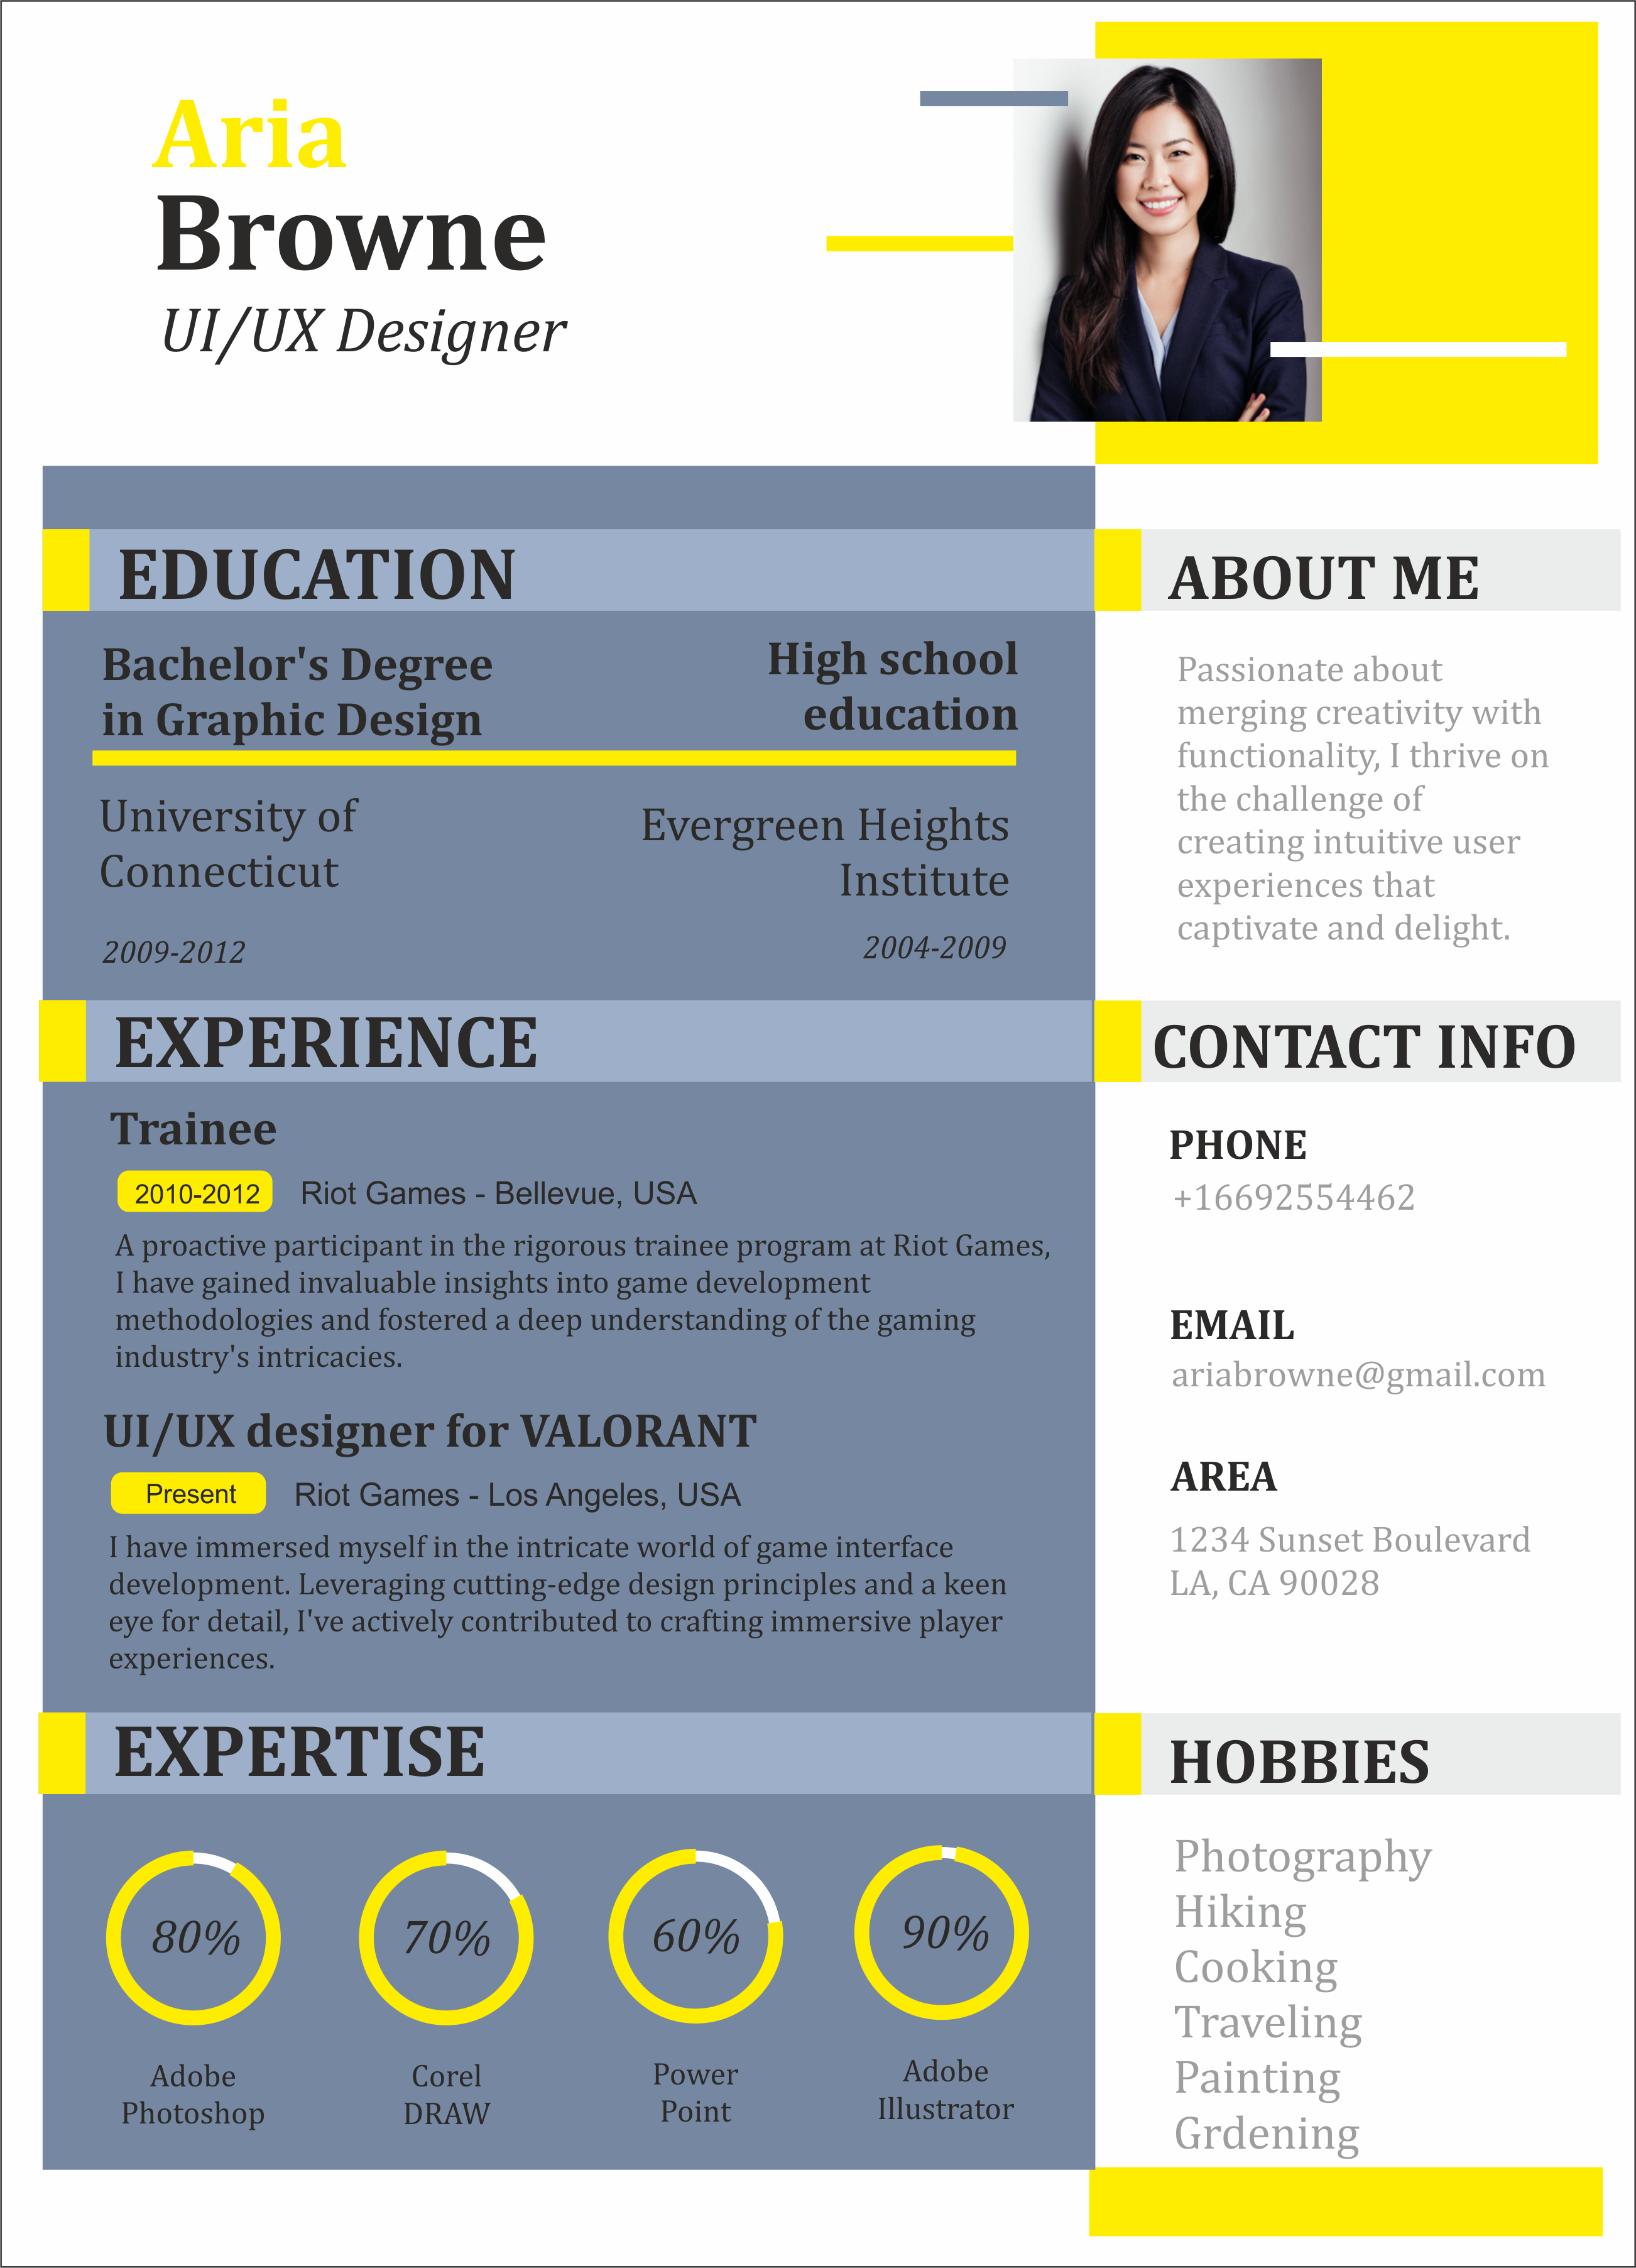 Aria
Browne
UI/UX Designer
EDUCATION
Bachelor's Degree
in Graphic Design
University of
Connecticut
2009-2012
High school
education
Evergreen Heights
Institute
2004-2009
EXPERIENCE
Trainee
2010-2012 Riot Games - Bellevue, USA
A proactive participant in the rigorous trainee program at Riot Games,
I have gained invaluable insights into game development
methodologies and fostered a deep understanding of the gaming
industry's intricacies.
UI/UX designer for VALORANT
Present Riot Games - Los Angeles, USA
I have immersed myself in the intricate world of game interface
development. Leveraging cutting-edge design principles and a keen
eye for detail, I've actively contributed to crafting immersive player
experiences.
EXPERTISE
80%
Adobe
Photoshop
70%
Corel
DRAW
60%
Power
Point
90%
Adobe
Illustrator
ABOUT ME
Passionate about
merging creativity with
functionality, I thrive on
the challenge of
creating intuitive user
experiences that
captivate and delight.
CONTACT INFO
PHONE
+16692554462
EMAIL
ariabrowne@gmail.com
AREA
1234 Sunset Boulevard
LA, CA 90028
HOBBIES
Photography
Hiking
Cooking
Traveling
Painting
Grdening